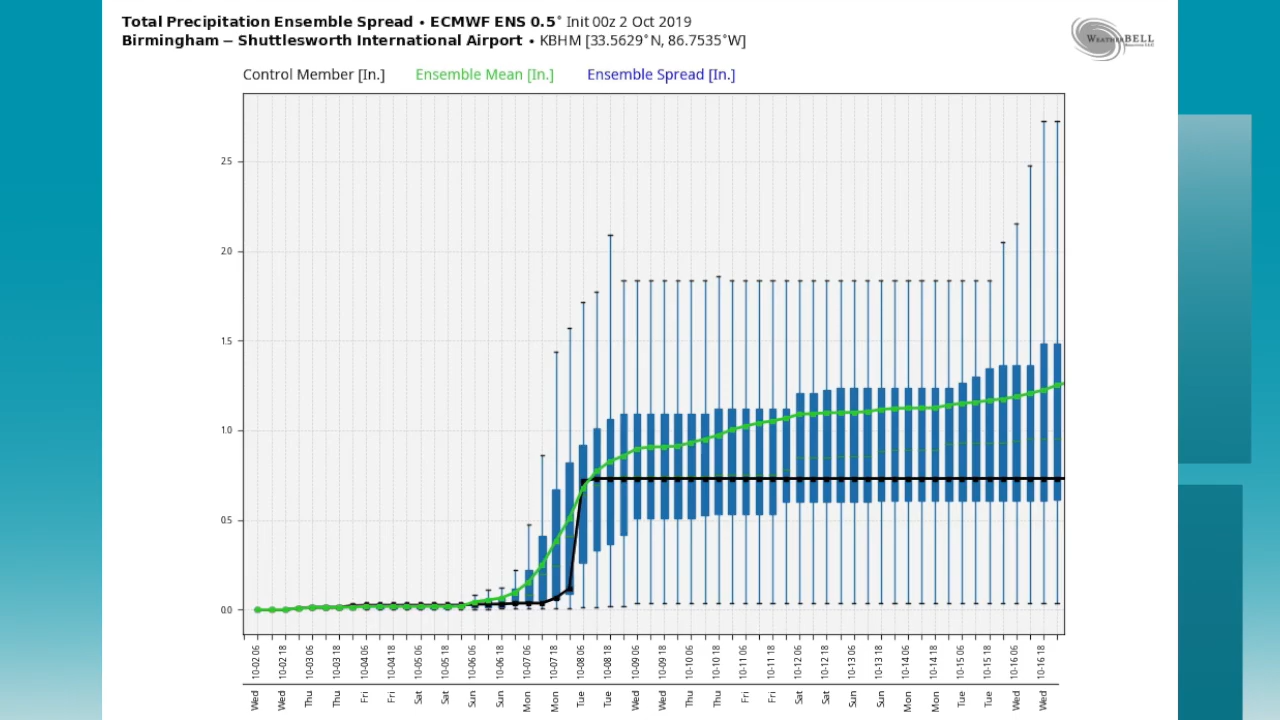 Total Precipitation Ensemble Spread • ECMWF ENS 0.5° Init 00z 2 Oct 2019
Birmingham – Shuttlesworth International Airport • KBHM [33.5629°N, 86.7535°W]
WEATHERBELL
Control Member [In.] Ensemble Mean [In.] Ensemble Spread [In.]
2.5
2.0
1.5
1.0
0.5
0.0
10-02 06 10-02 18 10-03 06 10-03 18 10-04 06 10-04 18 10-05 06 10-05 18 10-06 06 10-06 18 10-07 06 10-07 18 10-08 06 10-08 18 10-09 06 10-09 18 10-10 06 10-10 18 10-11 06 10-11 18 10-12 06 10-12 18 10-13 06 10-13 18 10-14 06 10-14 18 10-15 06 10-15 18 10-16 06 10-16 18
Wed Wed Thu Thu Fri Fri Sat Sat Sun Sun Mon Mon Tue Tue Wed Wed Thu Thu Fri Fri Sat Sat Sun Sun Mon Mon Tue Tue Wed Wed